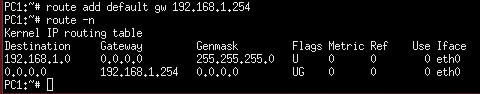 PC1:~# route add default gw 192.168.1.254
PC1:~# route -n
Kernel IP routing table
Destination     Gateway         Genmask         Flags Metric Ref    Use Iface
192.168.1.0     0.0.0.0         255.255.255.0   U     0      0        0 eth0
0.0.0.0         192.168.1.254   0.0.0.0         UG    0      0        0 eth0
PC1:~#